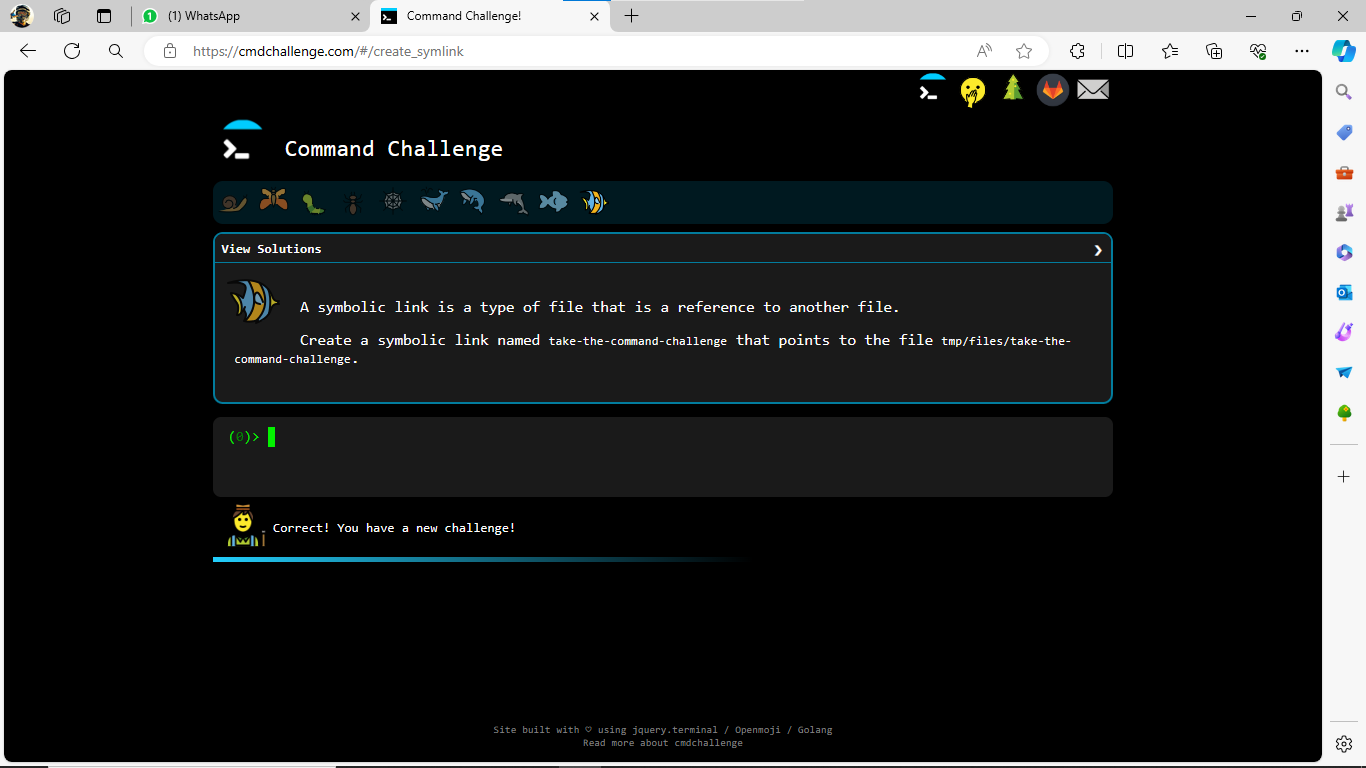 (1) WhatsApp
Command Challenge!
https://cmdchallenge.com/#/create_symlink
Command Challenge
View Solutions
A symbolic link is a type of file that is a reference to another file.
Create a symbolic link named take-the-command-challenge that points to the file tmp/files/take-the-
command-challenge.
(0)>
Correct! You have a new challenge!
Site built with ♡ using jquery.terminal / Openmoji / Golang
Read more about cmdchallenge